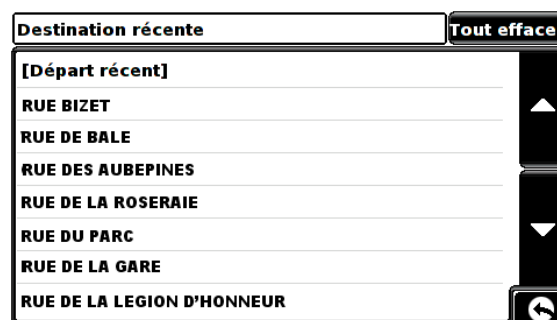 Destination récente
Tout efface
[Départ récent]
RUE BIZET
RUE DE BALE
RUE DES AUBEPINES
RUE DE LA ROSERAIE
RUE DU PARC
RUE DE LA GARE
RUE DE LA LEGION D'HONNEUR